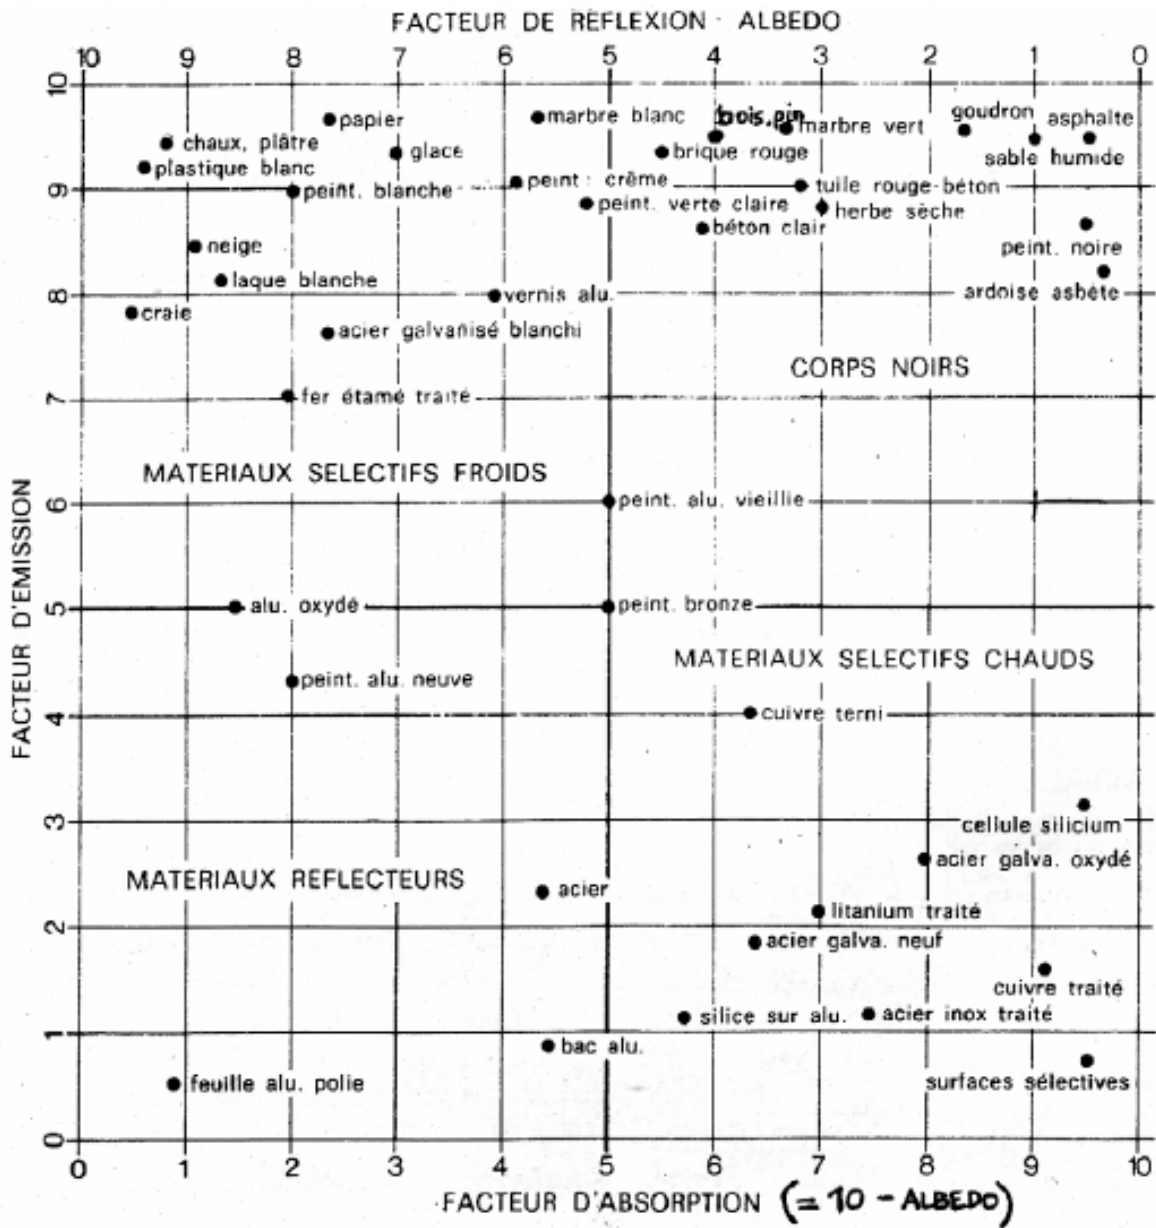 FACTEUR DE REFLEXION - ALBEDO
10 9 8 7 6 5 4 3 2 1 0
10
papier
marbre blanc
bois, pin
marbre vert
goudron
asphalte
chaux, plâtre
glace
brique rouge
sable humide
plastique blanc
peint. blanche
peint. crême
tuile rouge-béton
9
peint. verte claire
herbe sèche
béton clair
neige
peint. noire
laque blanche
vernis alu.
ardoise asbète
8
craie
acier galvanisé blanchi
CORPS NOIRS
fer étamé traité
7
MATERIAUX SELECTIFS FROIDS
peint. alu. vieillie
6
FACTEUR D'EMISSION
alu. oxydé
peint. bronze
5
MATERIAUX SELECTIFS CHAUDS
peint. alu. neuve
cuivre terni
4
3
cellule silicium
acier galva. oxydé
MATERIAUX REFLECTEURS
acier
litanium traité
2
acier galva. neuf
cuivre traité
silice sur alu.
acier inox traité
1
bac alu.
feuille alu. polie
surfaces sélectives
0
0 1 2 3 4 5 6 7 8 9 10
FACTEUR D'ABSORPTION (= 10 - ALBEDO)